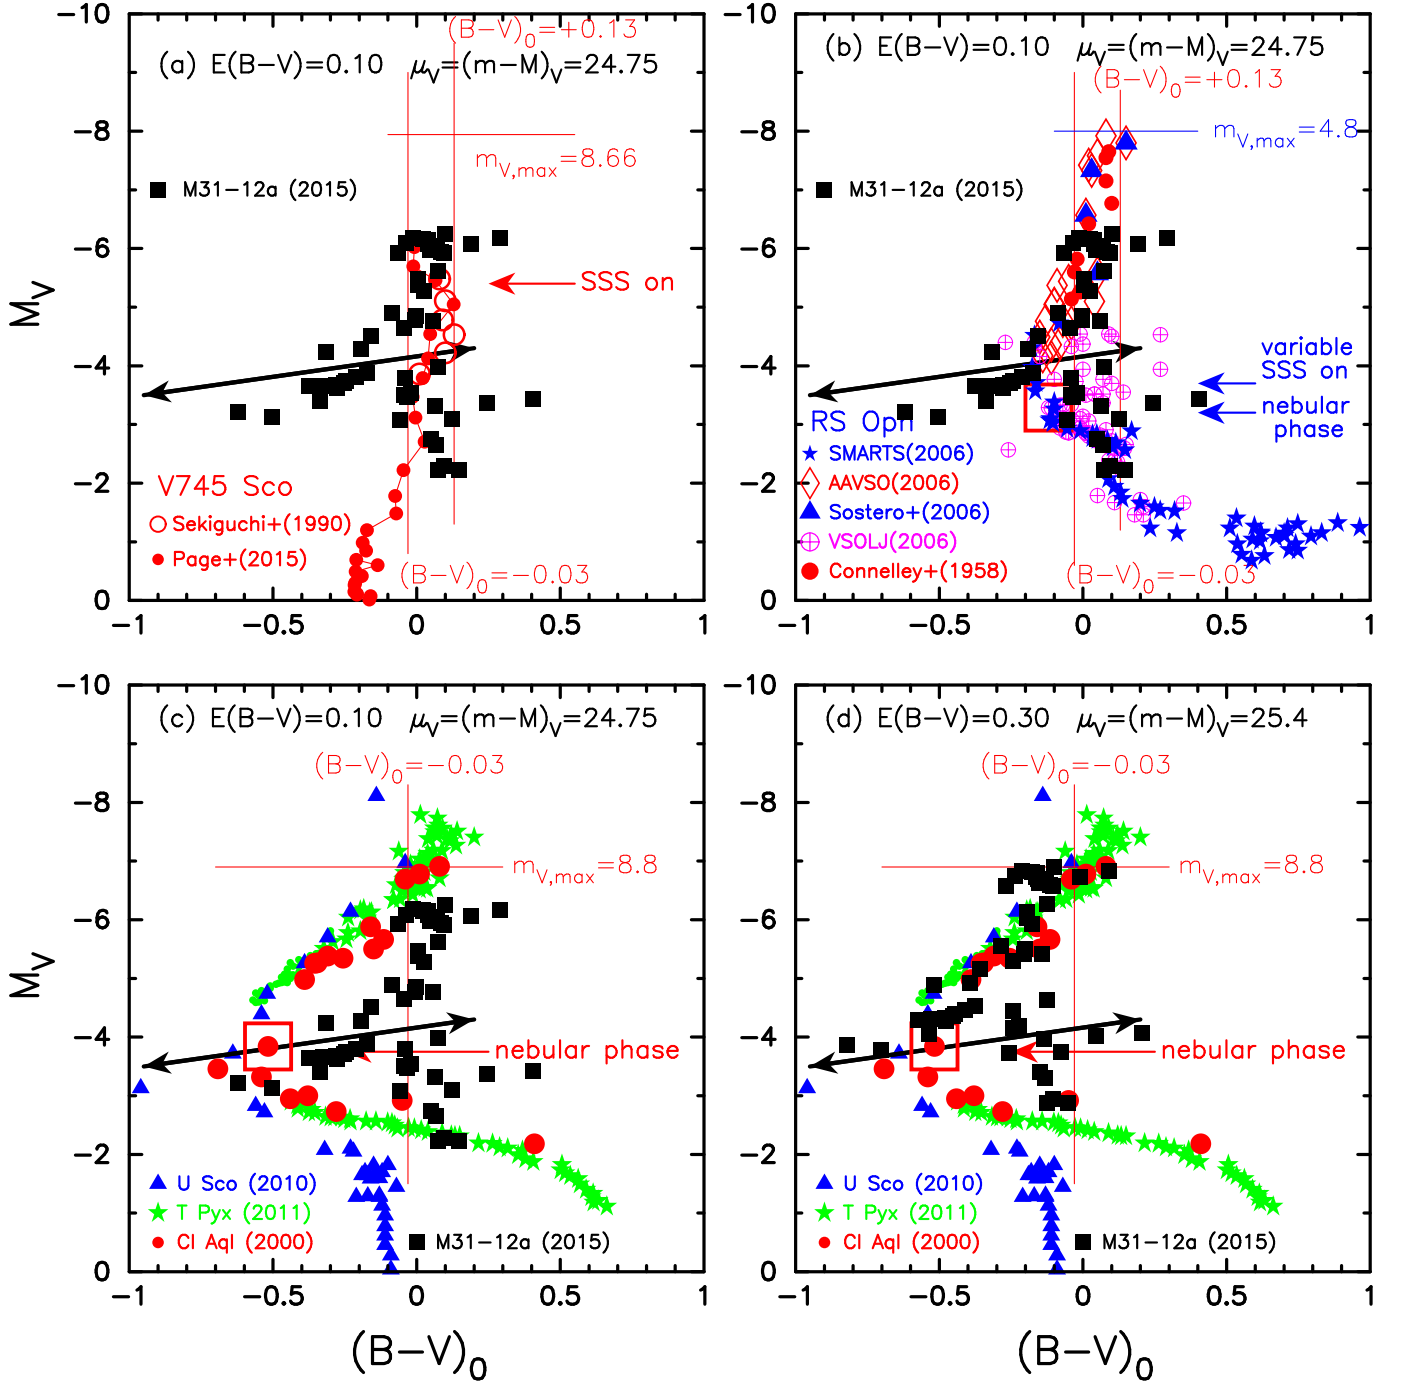 (a) E(B−V)=0.10 μV=(m−M)V=24.75
(B−V)0=+0.13
mV,max=8.66
M31−12a (2015)
SSS on
V745 Sco
Sekiguchi+(1990)
Page+(2015)
(B−V)0=−0.03
MV
−10
−8
−6
−4
−2
0
−1
−0.5
0
0.5
1
(b) E(B−V)=0.10 μV=(m−M)V=24.75
(B−V)0=+0.13
mV,max=4.8
M31−12a (2015)
variable
SSS on
nebular
phase
RS Oph
SMARTS(2006)
AAVSO(2006)
Sostero+(2006)
VSOLJ(2006)
Connelley+(1958)
(B−V)0=−0.03
−10
−8
−6
−4
−2
0
−1
−0.5
0
0.5
1
(c) E(B−V)=0.10 μV=(m−M)V=24.75
(B−V)0=−0.03
mV,max=8.8
nebular phase
U Sco (2010)
T Pyx (2011)
CI Aql (2000)
M31−12a (2015)
MV
−10
−8
−6
−4
−2
0
−1
−0.5
0
0.5
1
(B−V)0
(d) E(B−V)=0.30 μV=(m−M)V=25.4
(B−V)0=−0.03
mV,max=8.8
nebular phase
U Sco (2010)
T Pyx (2011)
CI Aql (2000)
M31−12a (2015)
−10
−8
−6
−4
−2
0
−1
−0.5
0
0.5
1
(B−V)0